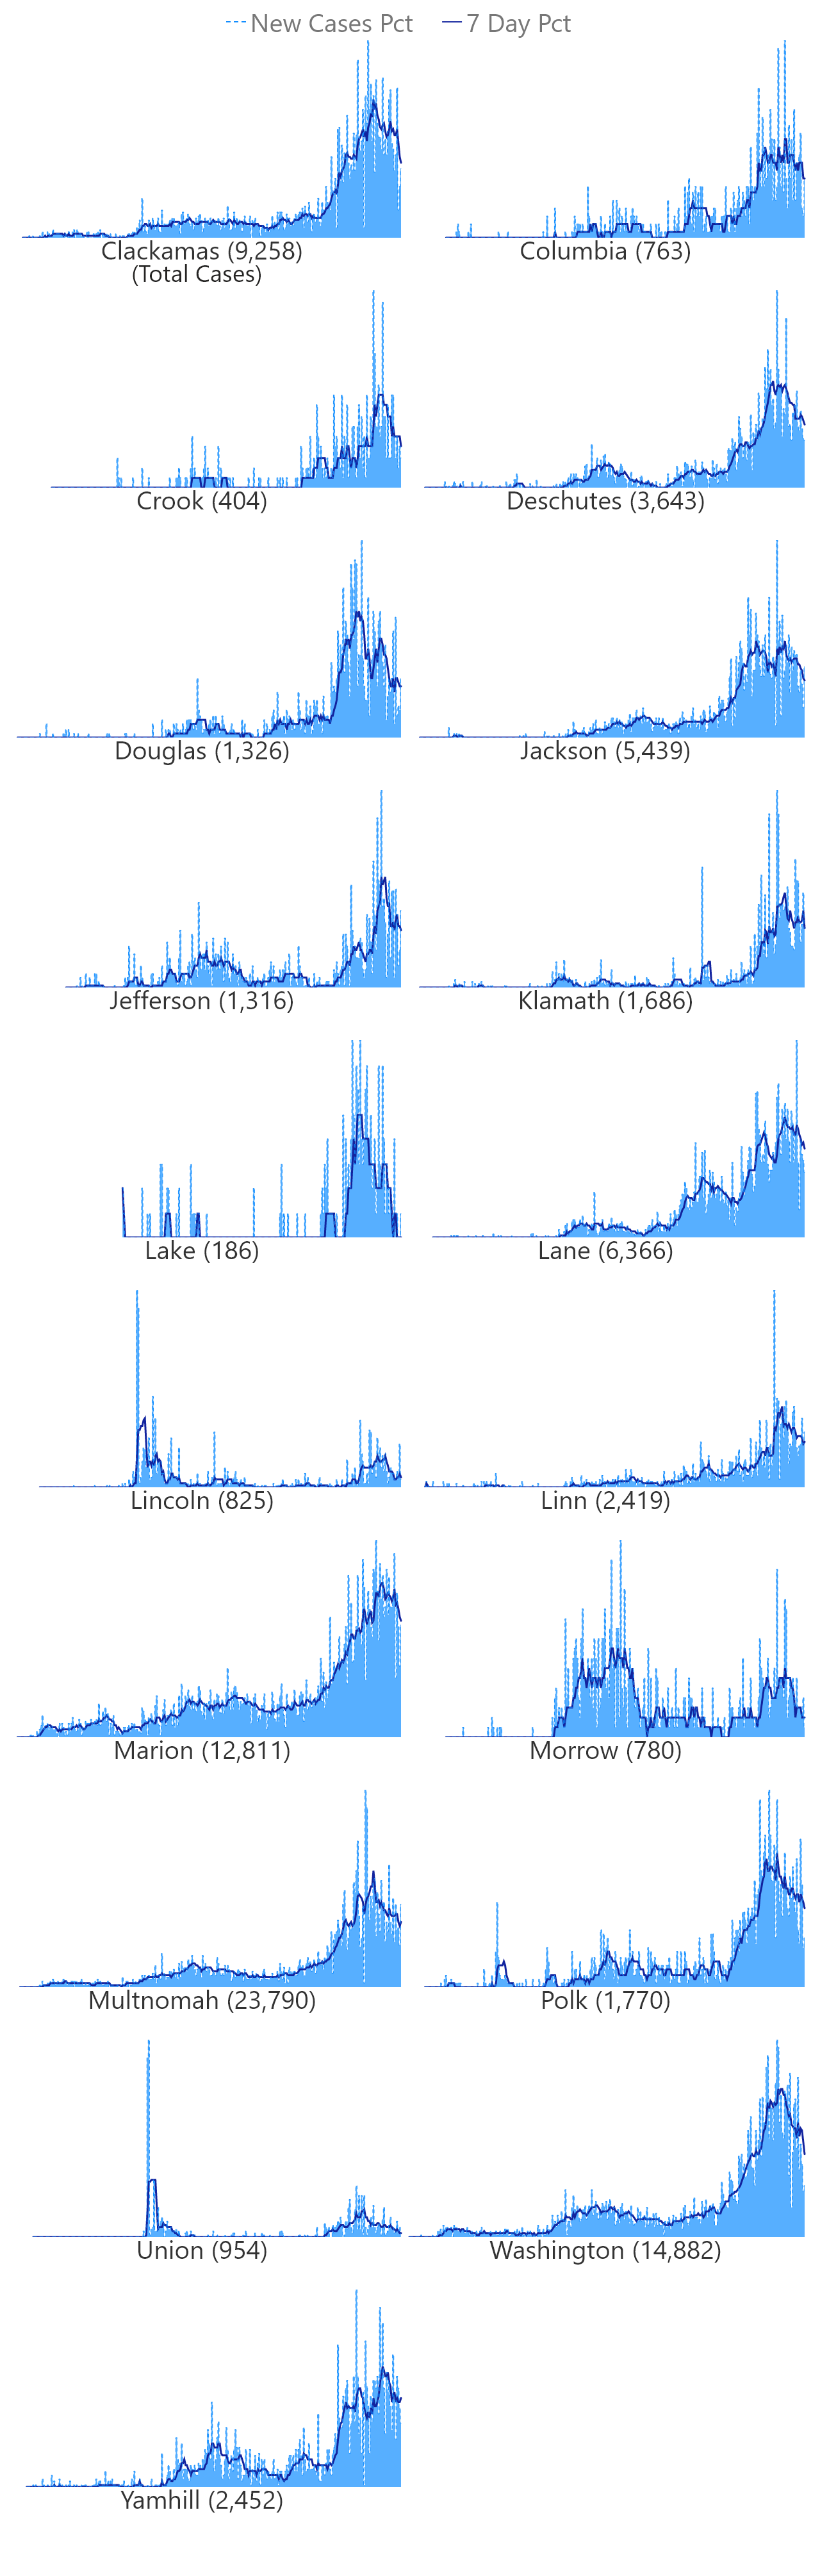 New Cases Pct 7 Day Pct
Clackamas (9,258) Columbia (763)
(Total Cases)
Crook (404) Deschutes (3,643)
Douglas (1,326) Jackson (5,439)
Jefferson (1,316) Klamath (1,686)
Lake (186) Lane (6,366)
Lincoln (825) Linn (2,419)
Marion (12,811) Morrow (780)
Multnomah (23,790) Polk (1,770)
Union (954) Washington (14,882)
Yamhill (2,452)